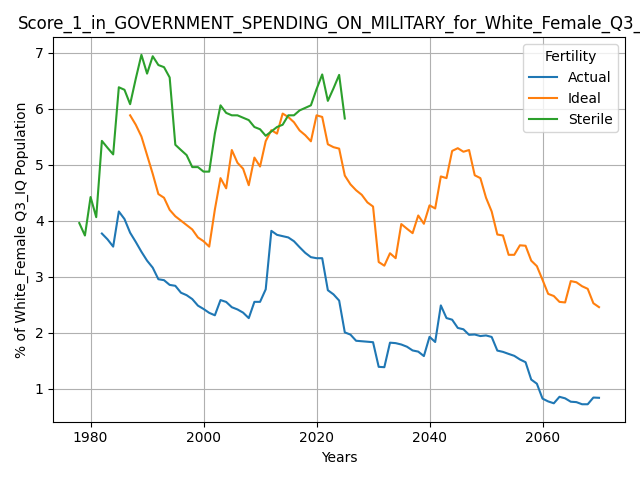 Score_1_in_GOVERNMENT_SPENDING_ON_MILITARY_for_White_Female_Q3_
Fertility
Actual
Ideal
Sterile
% of White_Female Q3_IQ Population
7
6
5
4
3
2
1
1980 2000 2020 2040 2060
Years